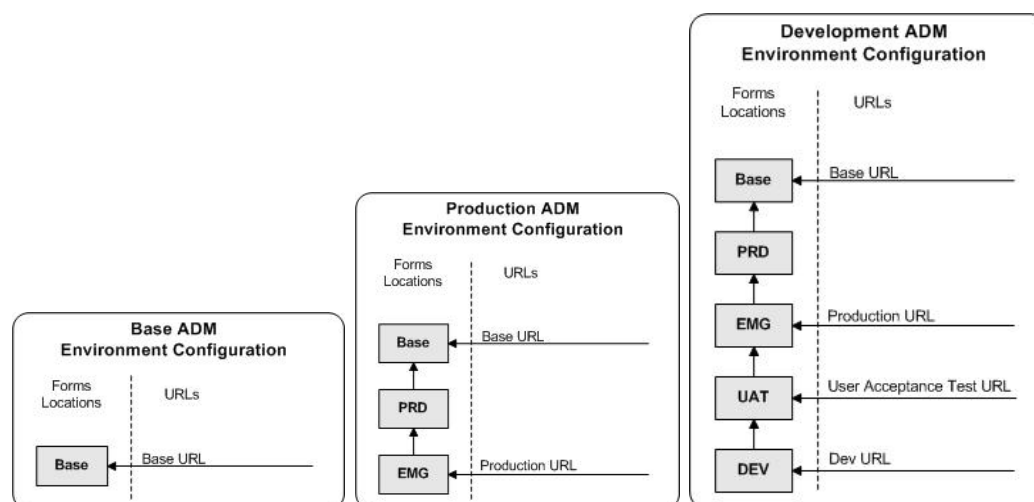 Base ADM
Environment Configuration
Forms
Locations
URLs
Base
Base URL
Production ADM
Environment Configuration
Forms
Locations
URLs
Base
Base URL
PRD
EMG
Production URL
Development ADM
Environment Configuration
Forms
Locations
URLs
Base
Base URL
PRD
EMG
Production URL
UAT
User Acceptance Test URL
DEV
Dev URL